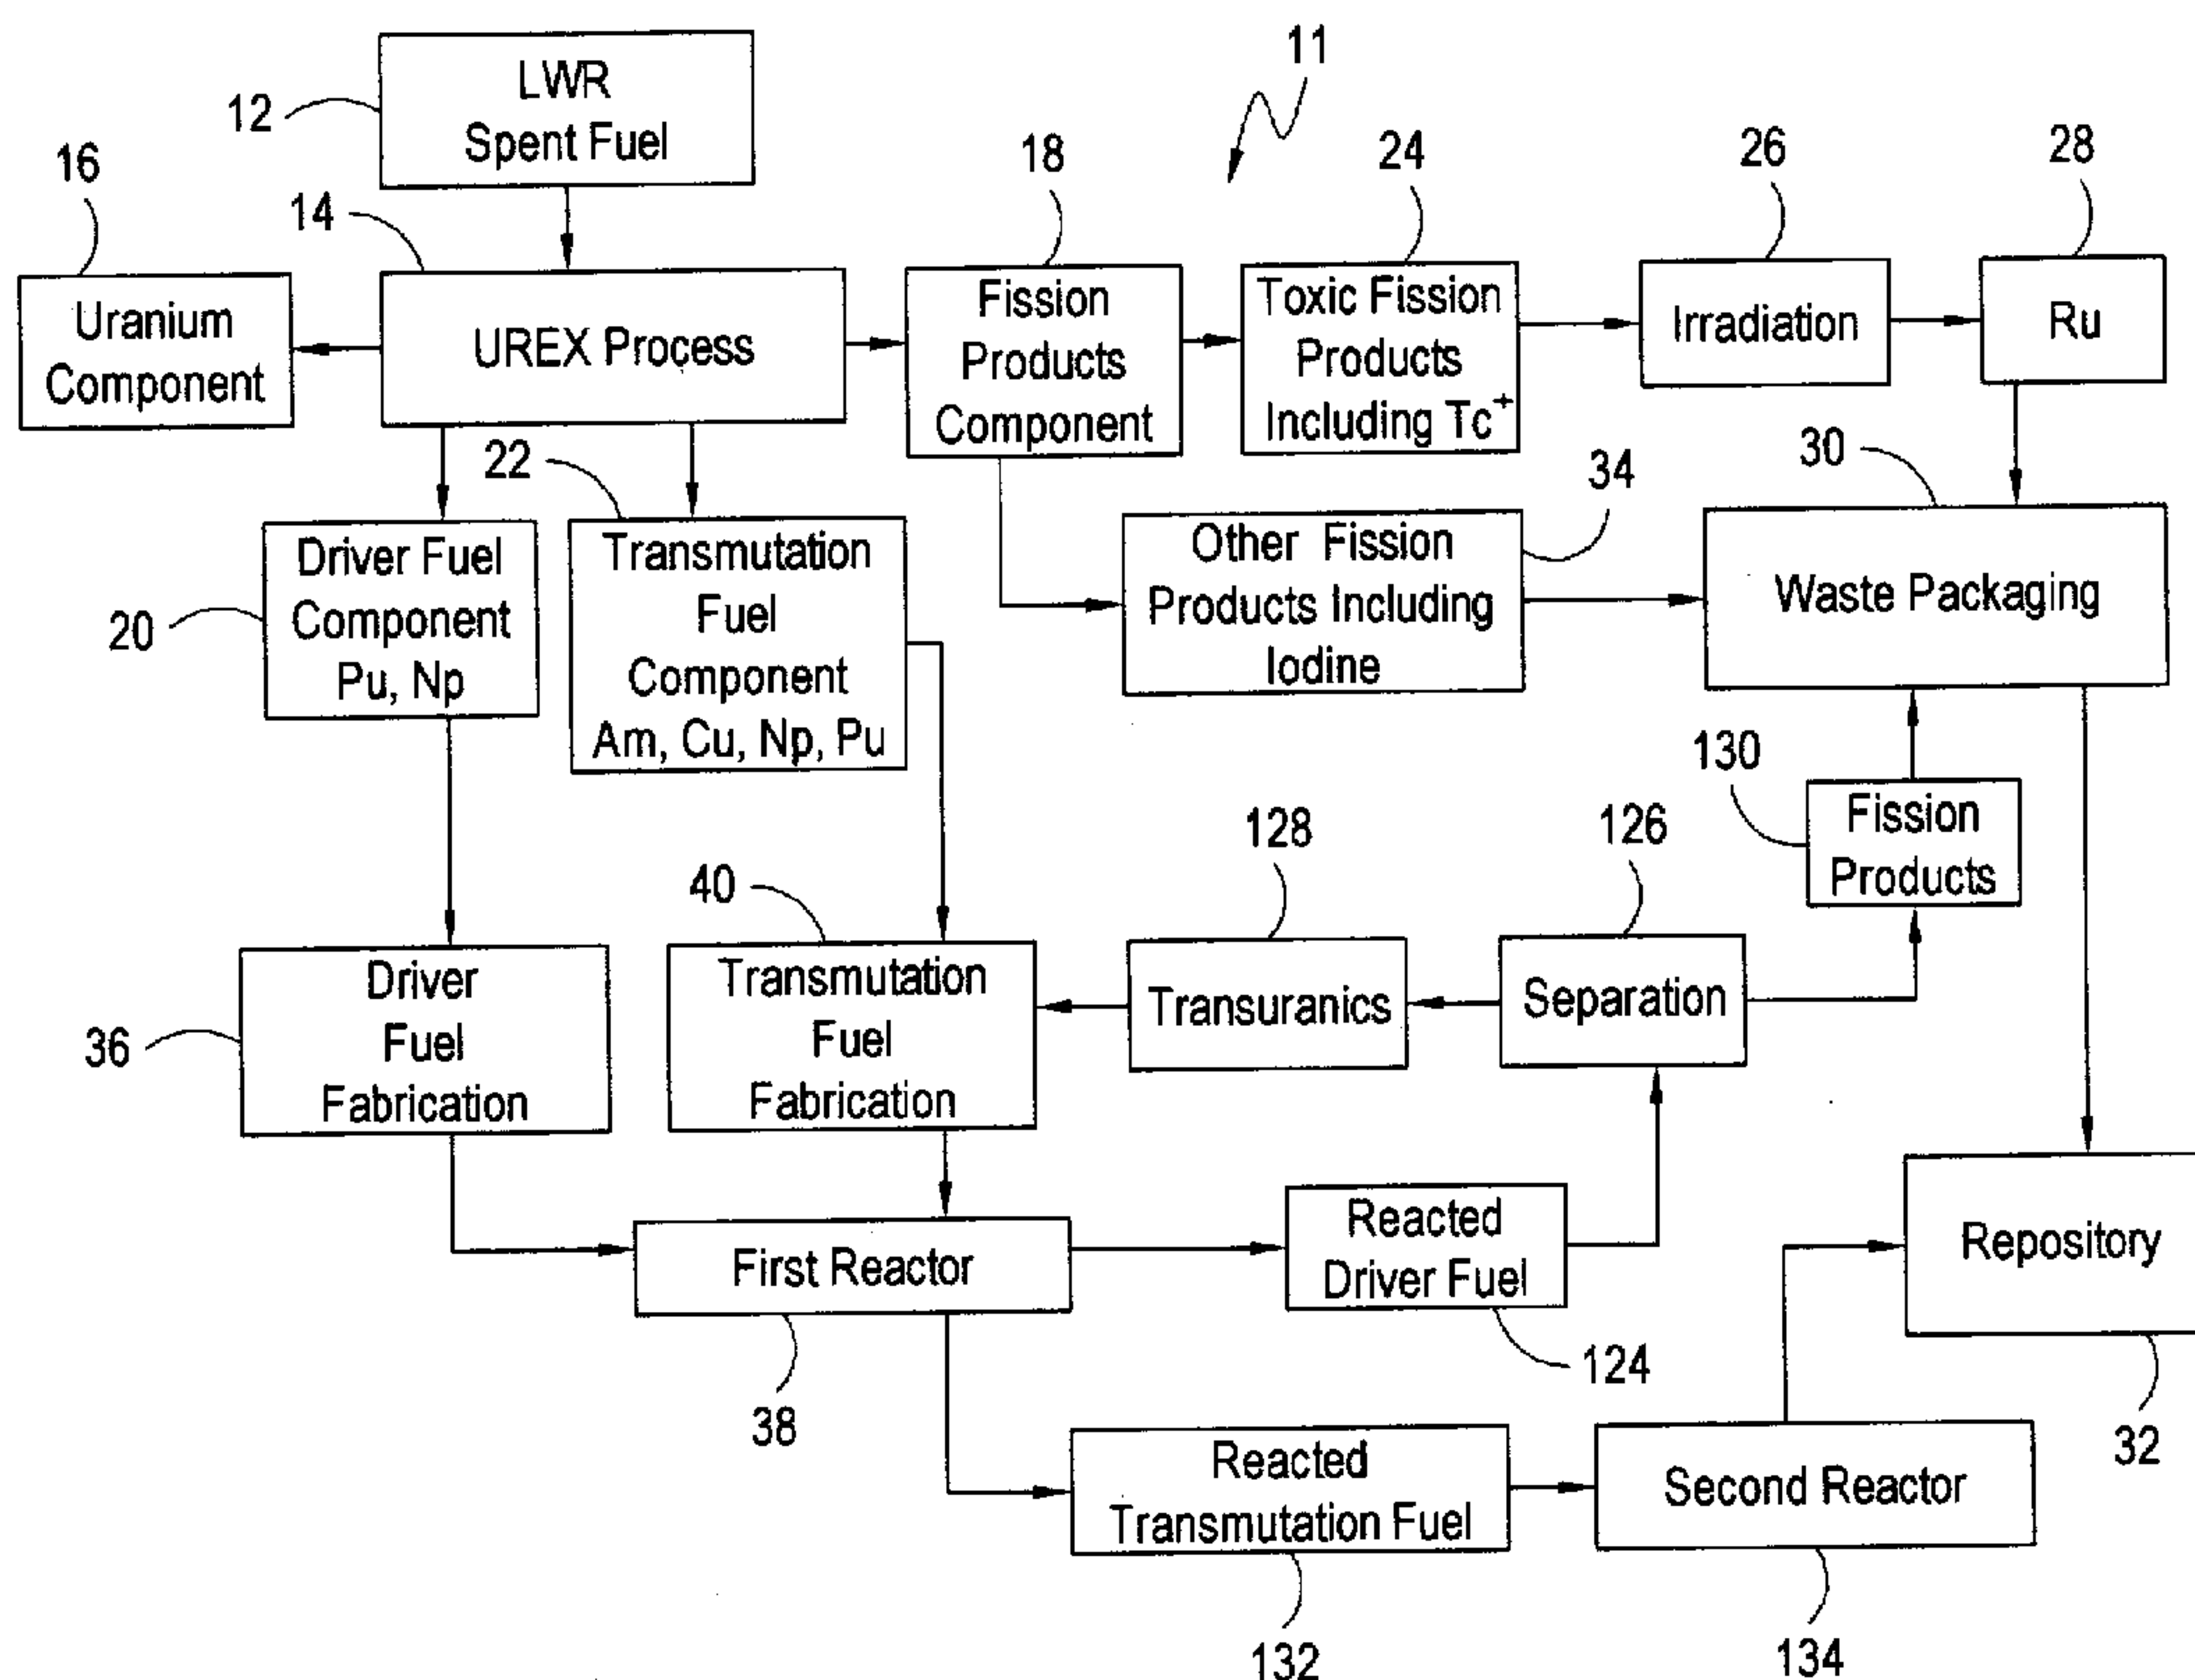 11
LWR
Spent Fuel
12
16
14
18
24
26
28
Uranium
Component
UREX Process
Fission
Products
Component
Toxic Fission
Products
Including Tc+
Irradiation
Ru
22
34
30
Driver Fuel
Component
Pu, Np
20
Transmutation
Fuel
Component
Am, Cu, Np, Pu
Other Fission
Products Including
Iodine
Waste Packaging
130
Fission
Products
40
128
126
Driver
Fuel
Fabrication
36
Transmutation
Fuel
Fabrication
Transuranics
Separation
First Reactor
38
Reacted
Driver Fuel
124
Repository
32
Reacted
Transmutation Fuel
132
Second Reactor
134